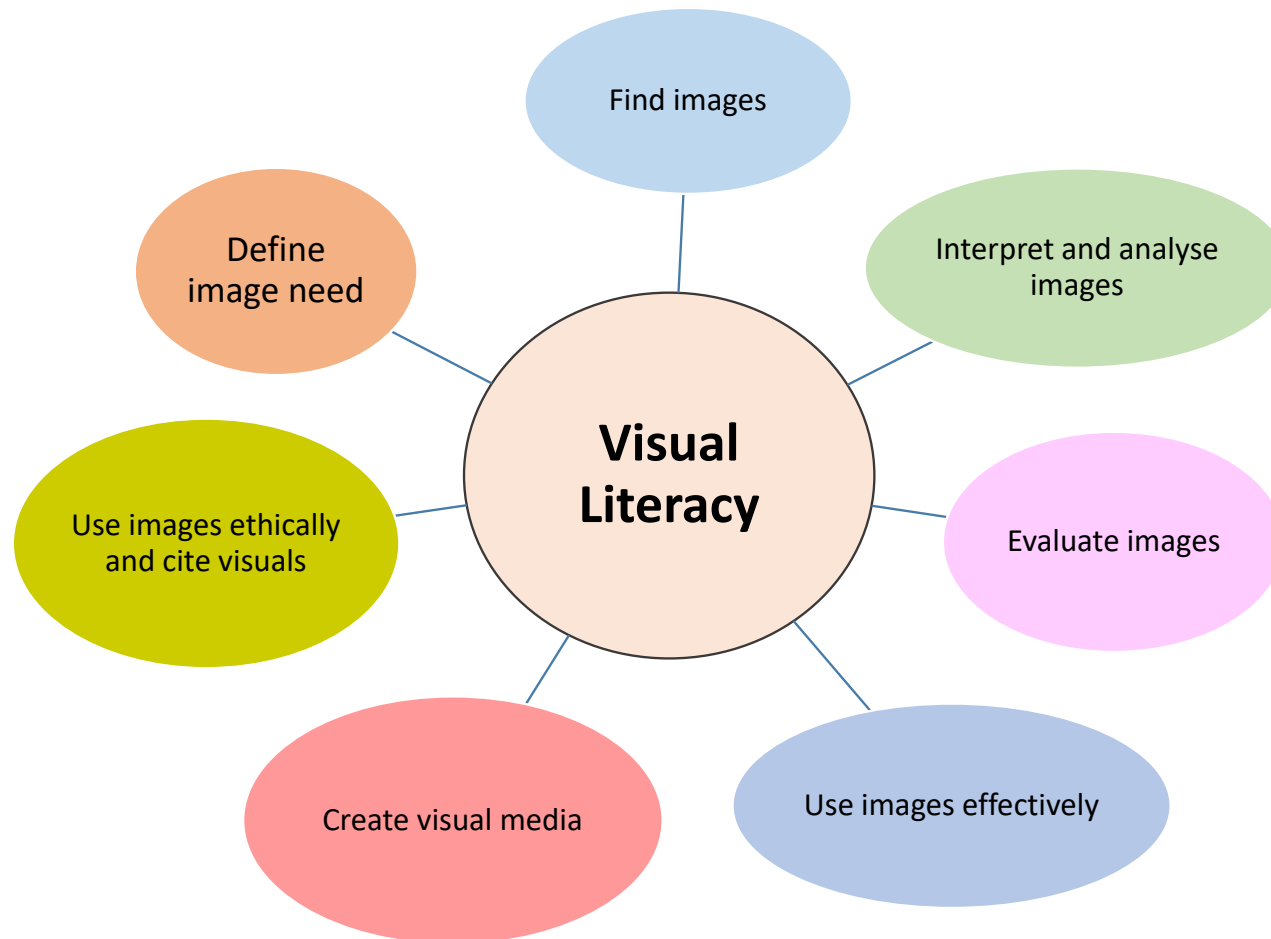 Find images
Define
image need
Interpret and analyse
images
Visual
Literacy
Use images ethically
and cite visuals
Evaluate images
Create visual media
Use images effectively